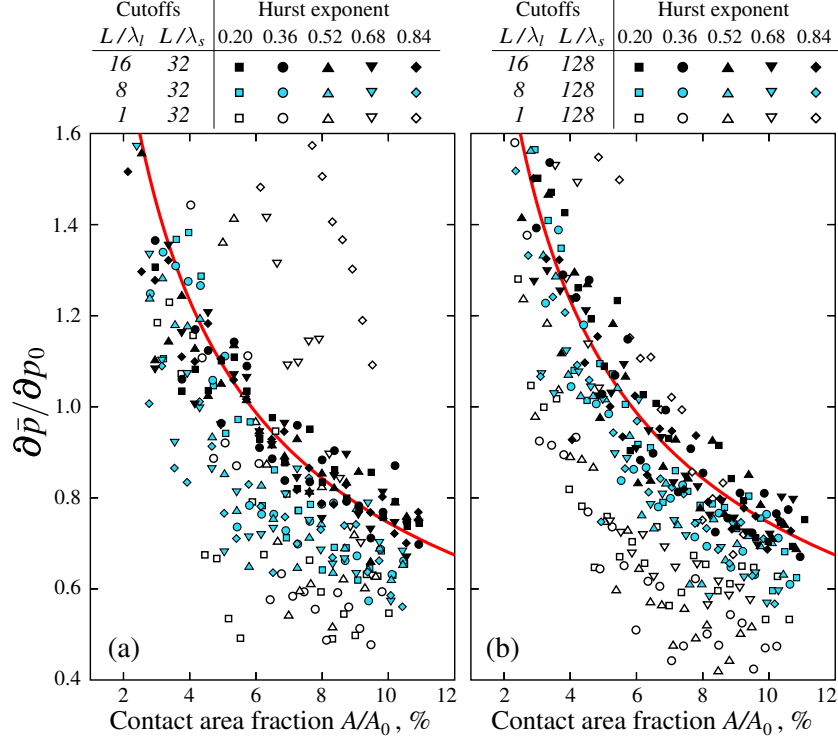 Cutoffs Hurst exponent
L/λl L/λs 0.20 0.36 0.52 0.68 0.84
16 32
8 32
1 32
Cutoffs Hurst exponent
L/λl L/λs 0.20 0.36 0.52 0.68 0.84
16 128
8 128
1 128
1.6
1.4
1.2
1.0
0.8
0.6
0.4
∂p̄/∂p0
(a)
(b)
2 4 6 8 10 12
2 4 6 8 10 12
Contact area fraction A/A0 , %
Contact area fraction A/A0 , %